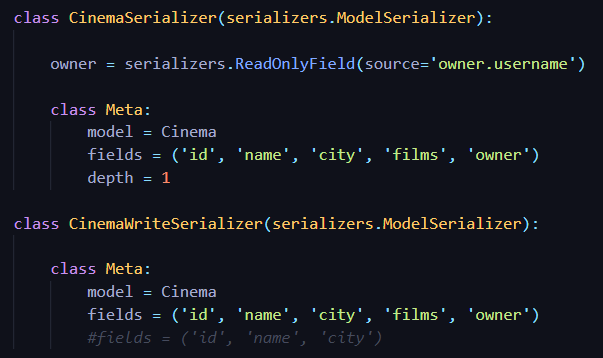 class CinemaSerializer(serializers.ModelSerializer):
owner = serializers.ReadOnlyField(source='owner.username')
class Meta:
model = Cinema
fields = ('id', 'name', 'city', 'films', 'owner')
depth = 1
class CinemaWriteSerializer(serializers.ModelSerializer):
class Meta:
model = Cinema
fields = ('id', 'name', 'city', 'films', 'owner')
#fields = ('id', 'name', 'city')